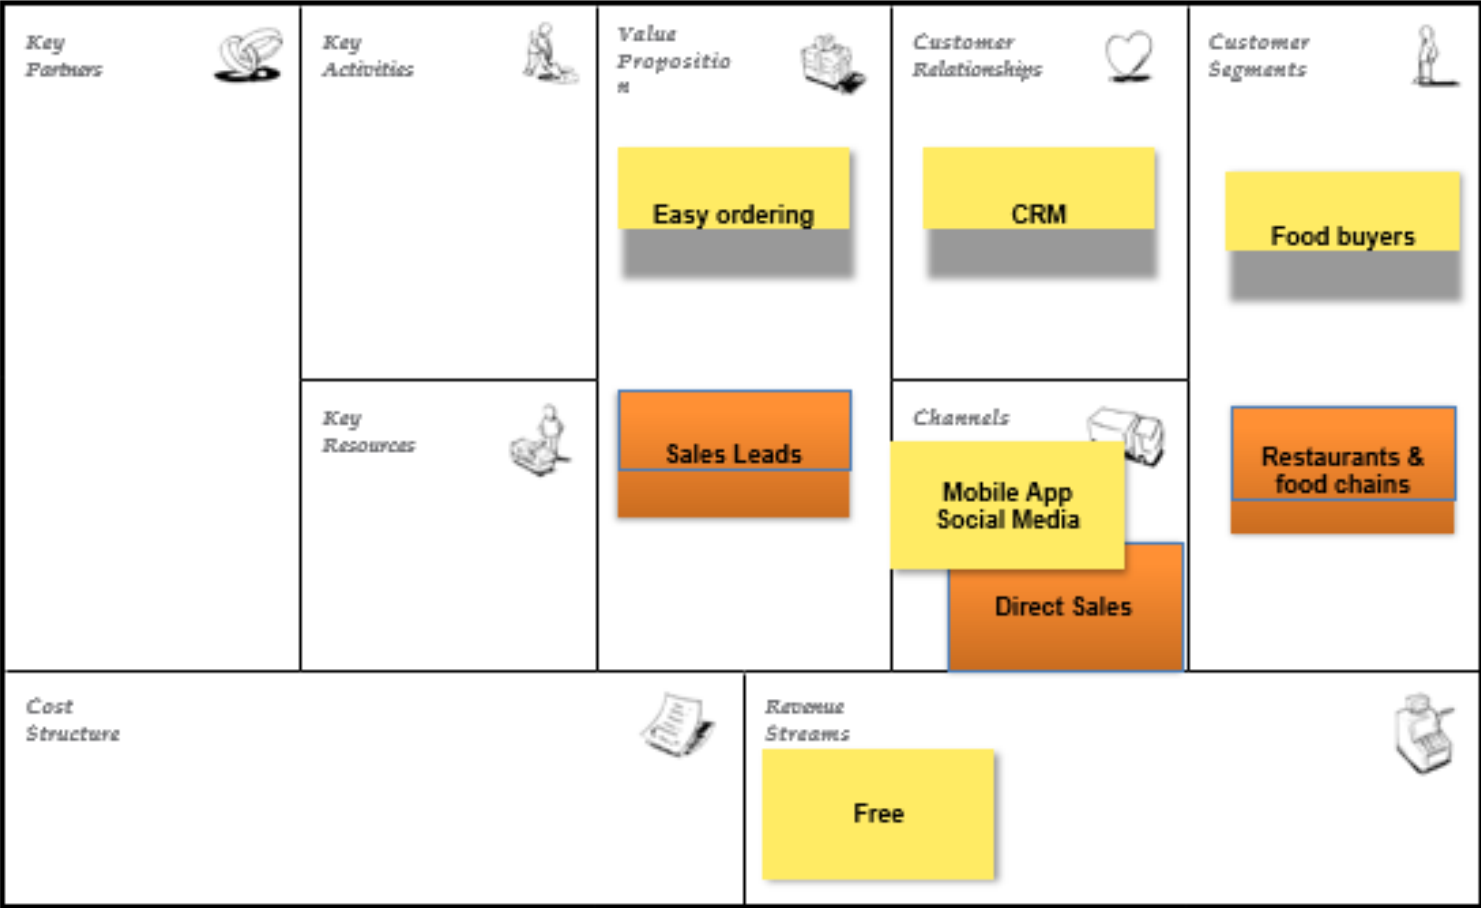 Key
Partners
Key
Activities
Value
Propositio
n
Customer
Relationships
Customer
Segments
Easy ordering
CRM
Food buyers
Key
Resources
Sales Leads
Channels
Mobile App
Social Media
Direct Sales
Restaurants &
food chains
Cost
Structure
Revenue
Streams
Free